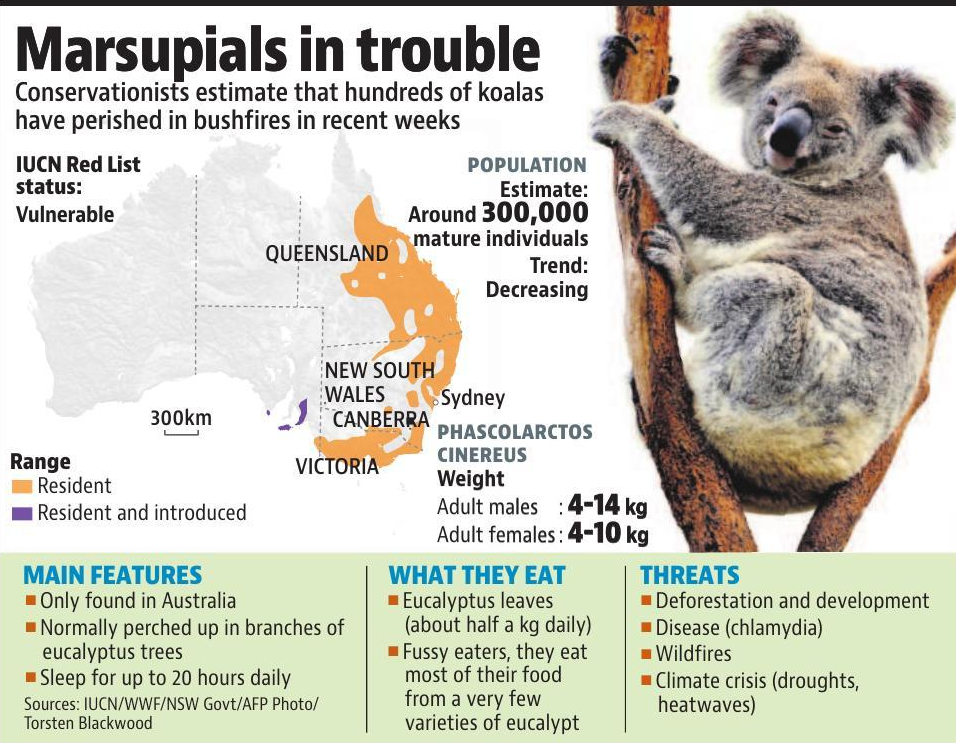 Marsupials in trouble
Conservationists estimate that hundreds of koalas
have perished in bushfires in recent weeks
IUCN Red List
status:
Vulnerable
POPULATION
Estimate:
Around 300,000
mature individuals
Trend:
Decreasing
QUEENSLAND
NEW SOUTH
WALES
Sydney
CANBERRA
VICTORIA
300km
Range
Resident
Resident and introduced
PHASCOLARCTOS
CINEREUS
Weight
Adult males : 4-14 kg
Adult females: 4-10 kg
MAIN FEATURES
Only found in Australia
Normally perched up in branches of
eucalyptus trees
Sleep for up to 20 hours daily
Sources: IUCN/WWF/NSW Govt/AFP Photo/
Torsten Blackwood
WHAT THEY EAT
Eucalyptus leaves
(about half a kg daily)
Fussy eaters, they eat
most of their food
from a very few
varieties of eucalypt
THREATS
Deforestation and development
Disease (chlamydia)
Wildfires
Climate crisis (droughts,
heatwaves)